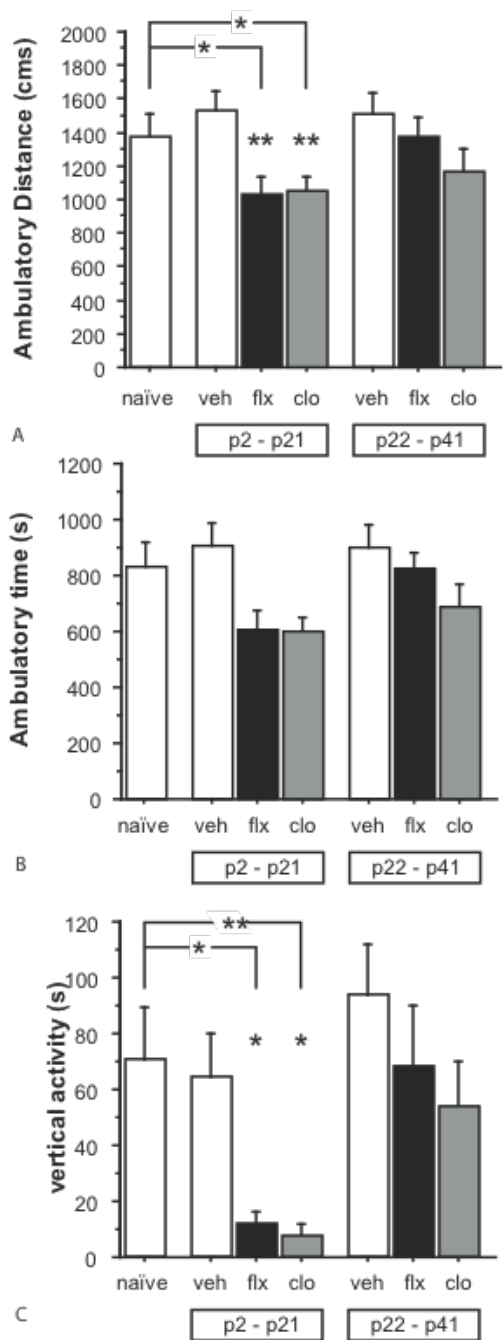 Ambulatory Distance (cms)
2000
1800
1600
1400
1200
1000
800
600
400
200
0
*
*
** **
naïve veh flx clo veh flx clo
p2 - p21 p22 - p41
A
Ambulatory time (s)
1200
1000
800
600
400
200
0
naïve veh flx clo veh flx clo
p2 - p21 p22 - p41
B
vertical activity (s)
120
100
80
60
40
20
0
**
*
* *
naïve veh flx clo veh flx clo
p2 - p21 p22 - p41
C